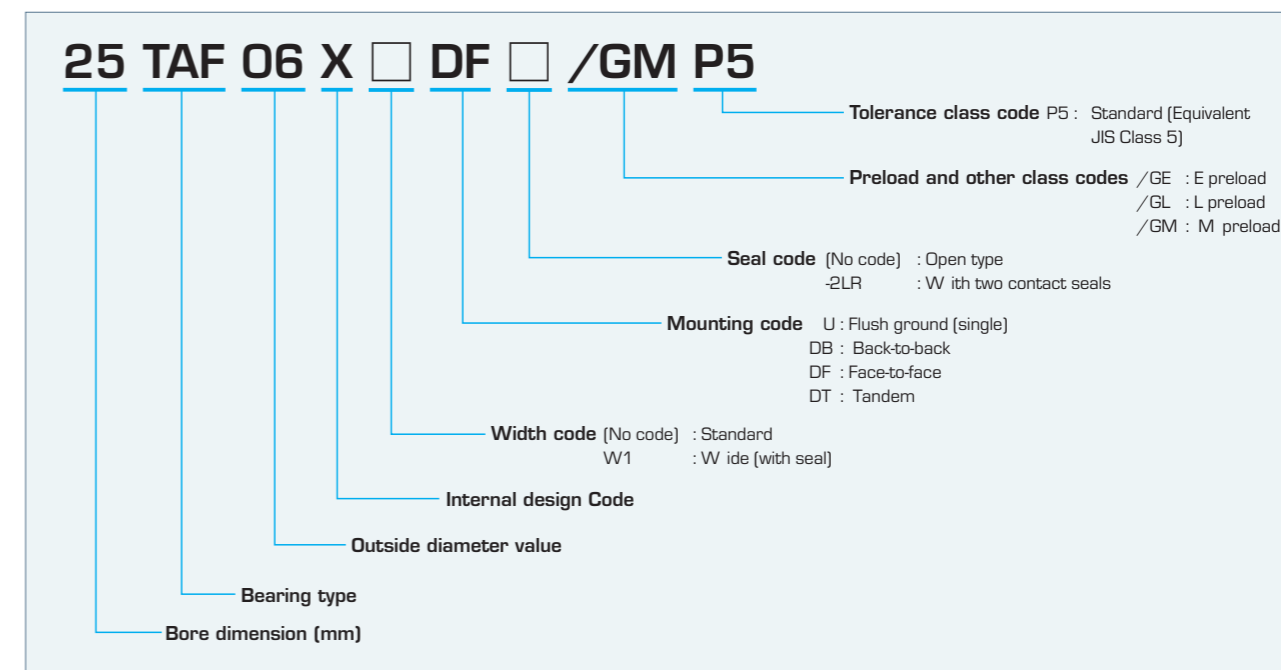 25 TAF 06 X □ DF □ /GM P5
Tolerance class code P5 : Standard (Equivalent
JIS Class 5)
Preload and other class codes /GE : E preload
/GL : L preload
/GM : M preload
Seal code (No code) : Open type
-2LR : W ith two contact seals
Mounting code U : Flush ground (single)
DB : Back-to-back
DF : Face-to-face
DT : Tandem
Width code (No code) : Standard
W1 : W ide (with seal)
Internal design Code
Outside diameter value
Bearing type
Bore dimension (mm)